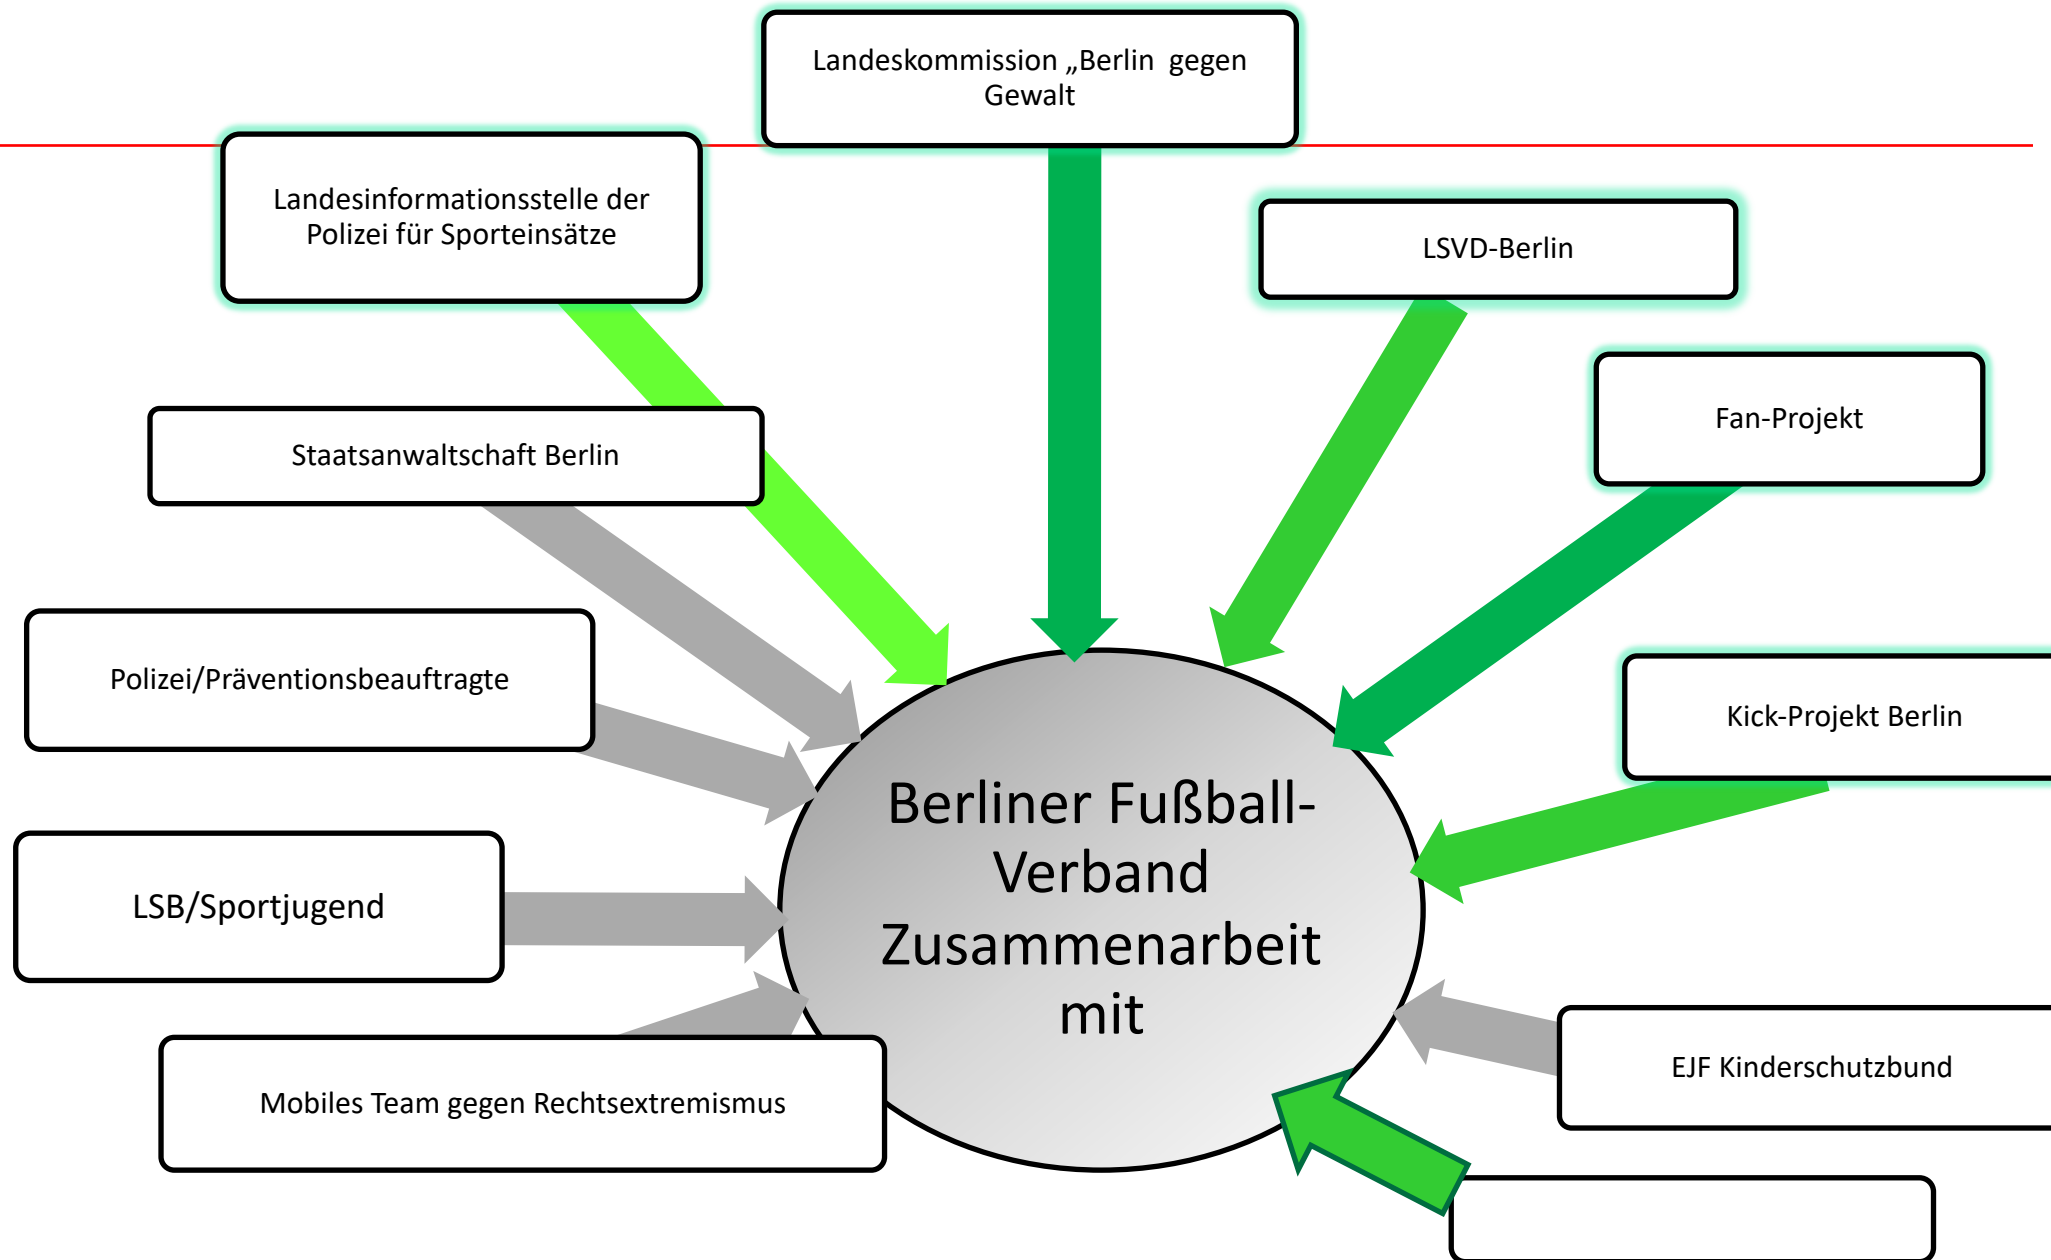 Landeskommission „Berlin gegen
Gewalt
Landesinformationsstelle der
Polizei für Sporteinsätze
LSVD-Berlin
Fan-Projekt
Staatsanwaltschaft Berlin
Polizei/Präventionsbeauftragte
Kick-Projekt Berlin
LSB/Sportjugend
Berliner Fußball-
Verband
Zusammenarbeit
mit
EJF Kinderschutzbund
Mobiles Team gegen Rechtsextremismus